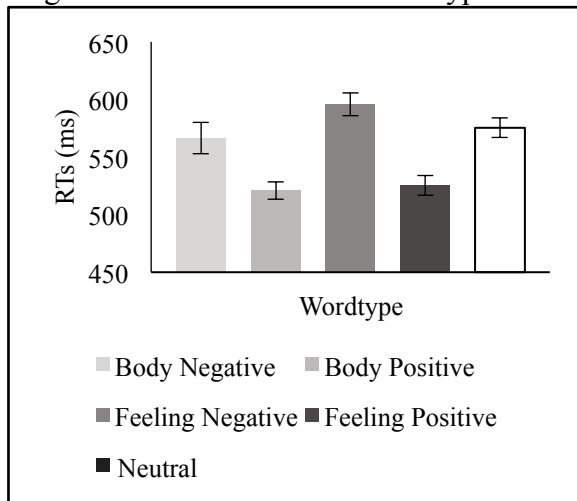 650
600
550
500
450
RTs (ms)
Wordtype
Body Negative Body Positive
Feeling Negative Feeling Positive
Neutral